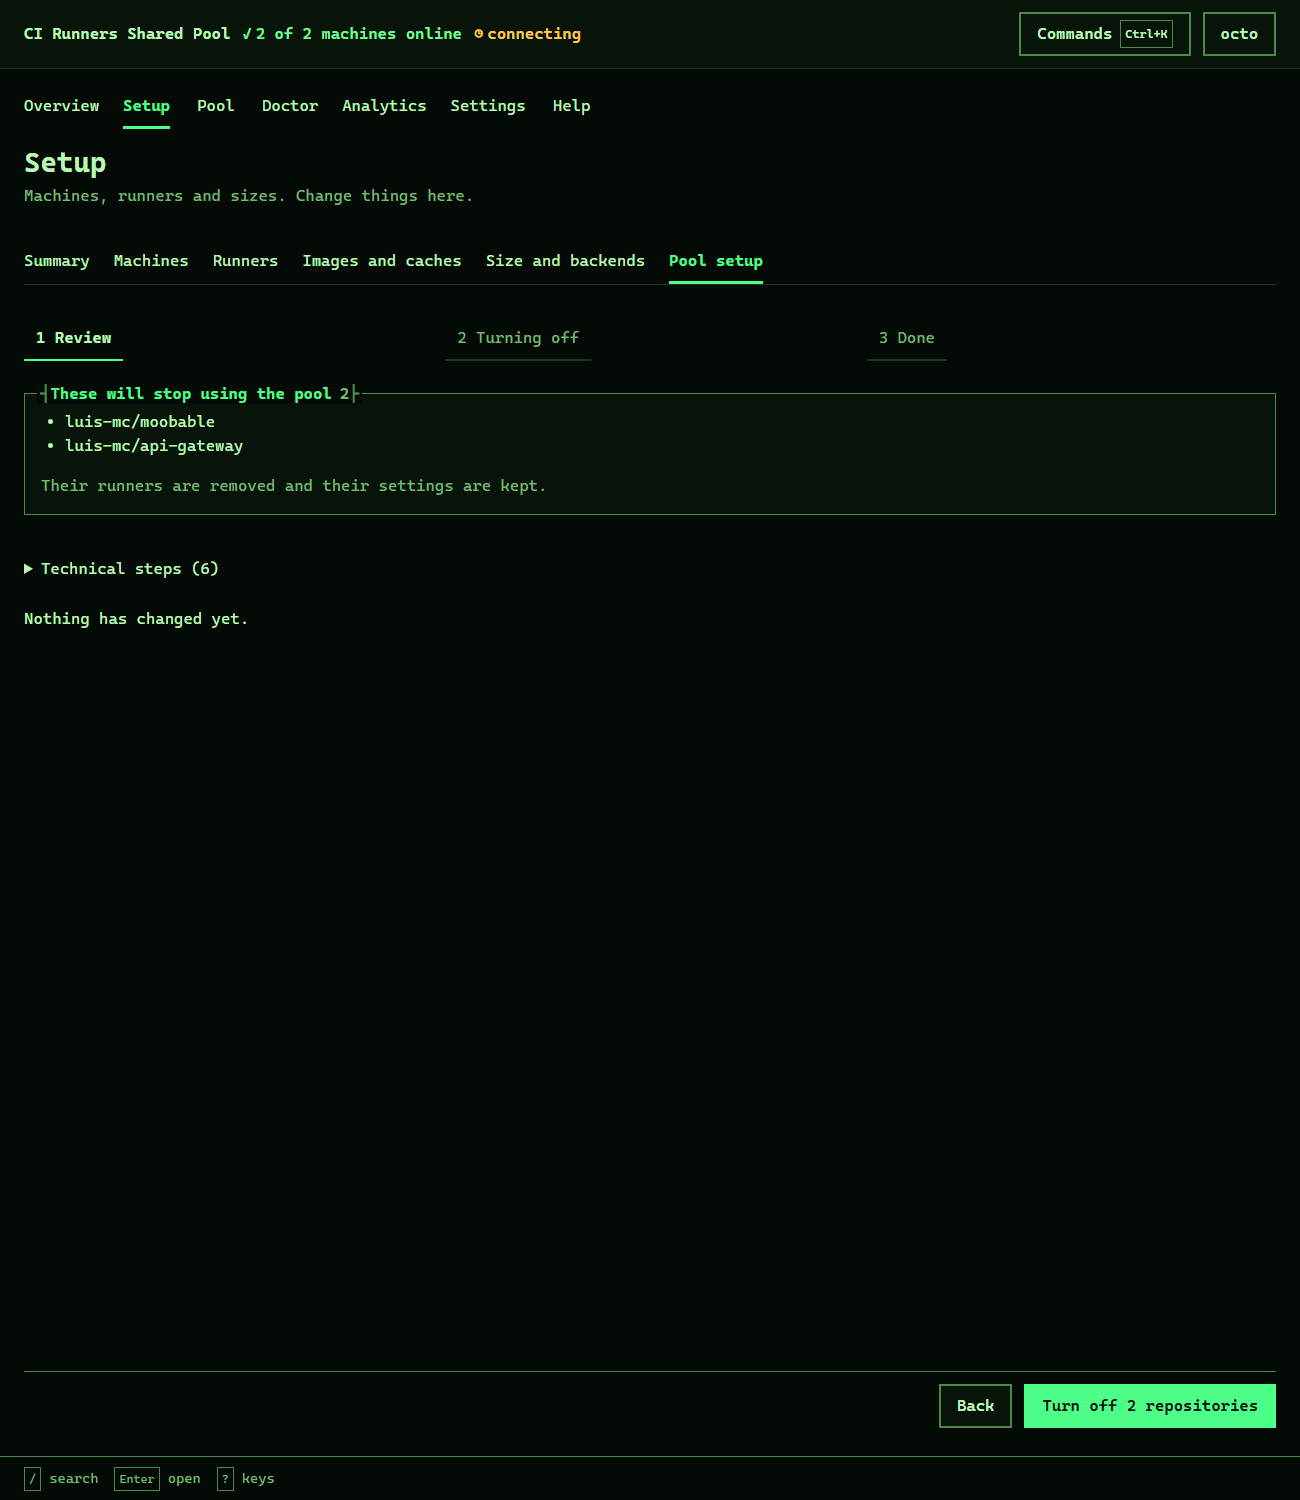 CI Runners Shared Pool ✓ 2 of 2 machines online connecting Commands Ctrl+K octo
Overview Setup Pool Doctor Analytics Settings Help
Setup
Machines, runners and sizes. Change things here.
Summary Machines Runners Images and caches Size and backends Pool setup
1 Review 2 Turning off 3 Done
These will stop using the pool 2
• luis-mc/moobable
• luis-mc/api-gateway
Their runners are removed and their settings are kept.
▶ Technical steps (6)
Nothing has changed yet.
Back Turn off 2 repositories
/ search Enter open ? keys